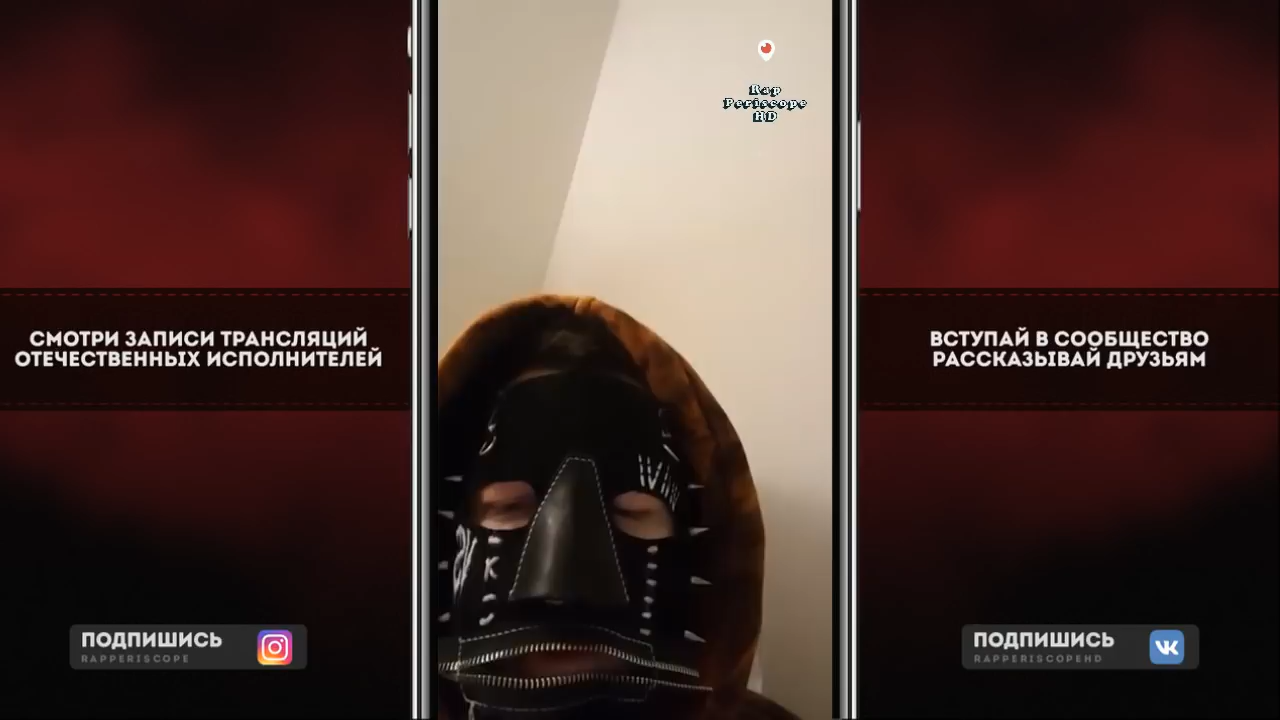 Rap
Periscope
HD
СМОТРИ ЗАПИСИ ТРАНСЛЯЦИЙ
ОТЕЧЕСТВЕННЫХ ИСПОЛНИТЕЛЕЙ
ВСТУПАЙ В СООБЩЕСТВО
РАССКАЗЫВАЙ ДРУЗЬЯМ
ПОДПИШИСЬ
RAPPERISCOPE
ПОДПИШИСЬ
RAPPERISCOPEHD